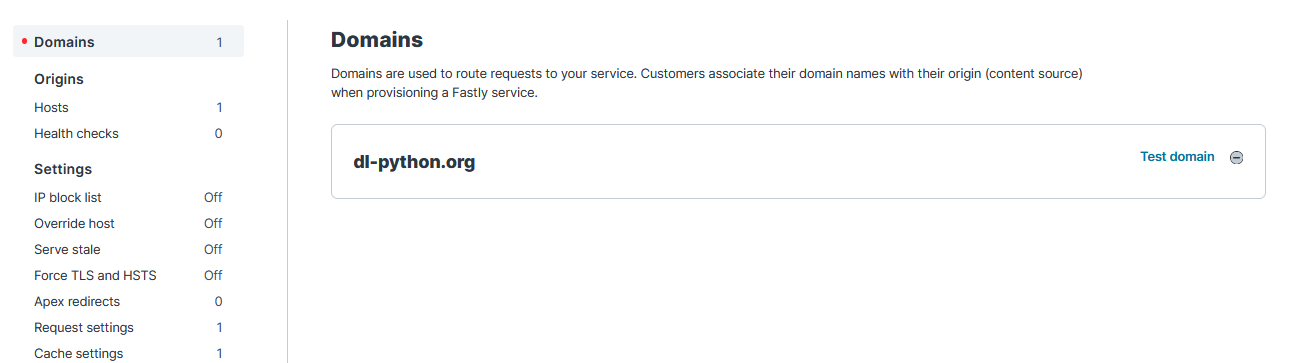 Domains 1
Origins
Hosts 1
Health checks 0
Settings
IP block list Off
Override host Off
Serve stale Off
Force TLS and HSTS Off
Apex redirects 0
Request settings 1
Cache settings 1
Domains
Domains are used to route requests to your service. Customers associate their domain names with their origin (content source)
when provisioning a Fastly service.
dl-python.org
Test domain